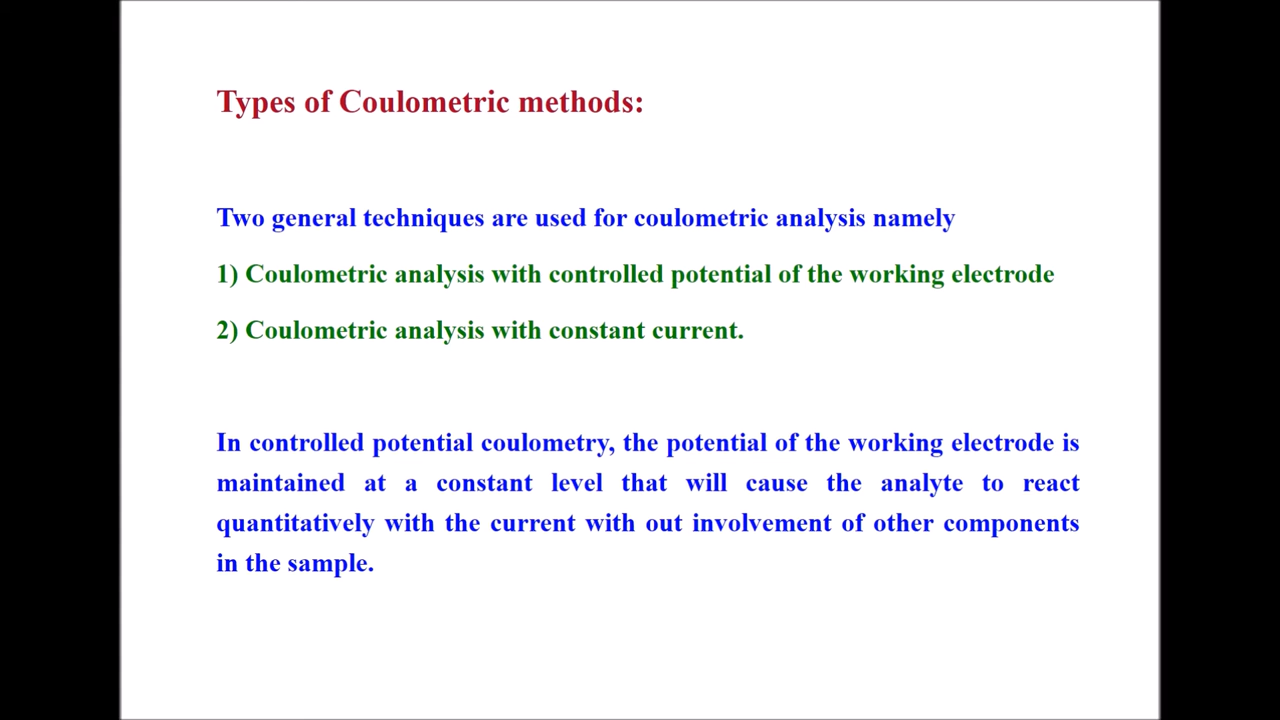 Types of Coulometric methods:
Two general techniques are used for coulometric analysis namely
1) Coulometric analysis with controlled potential of the working electrode
2) Coulometric analysis with constant current.
In controlled potential coulometry, the potential of the working electrode is
maintained at a constant level that will cause the analyte to react
quantitatively with the current with out involvement of other components
in the sample.